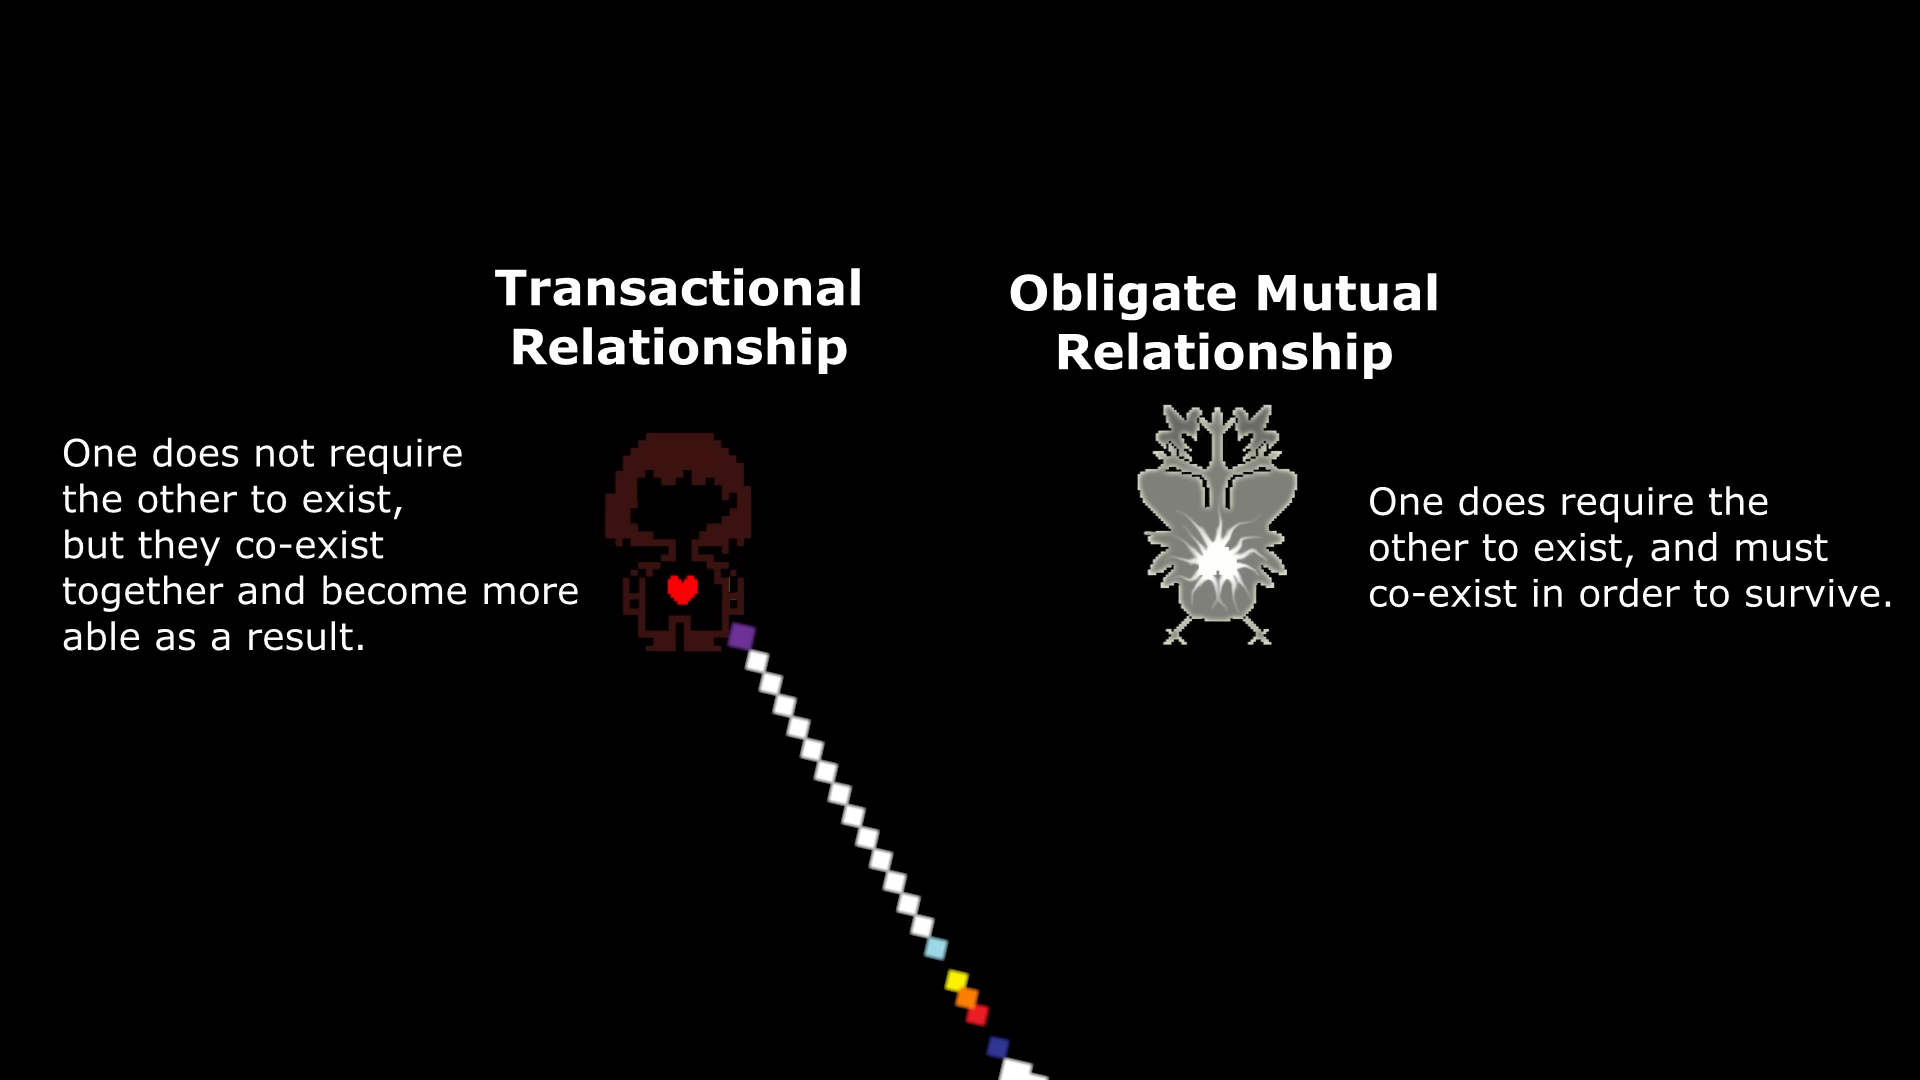 Transactional
Relationship
One does not require
the other to exist,
but they co-exist
together and become more
able as a result.
Obligate Mutual
Relationship
One does require the
other to exist, and must
co-exist in order to survive.